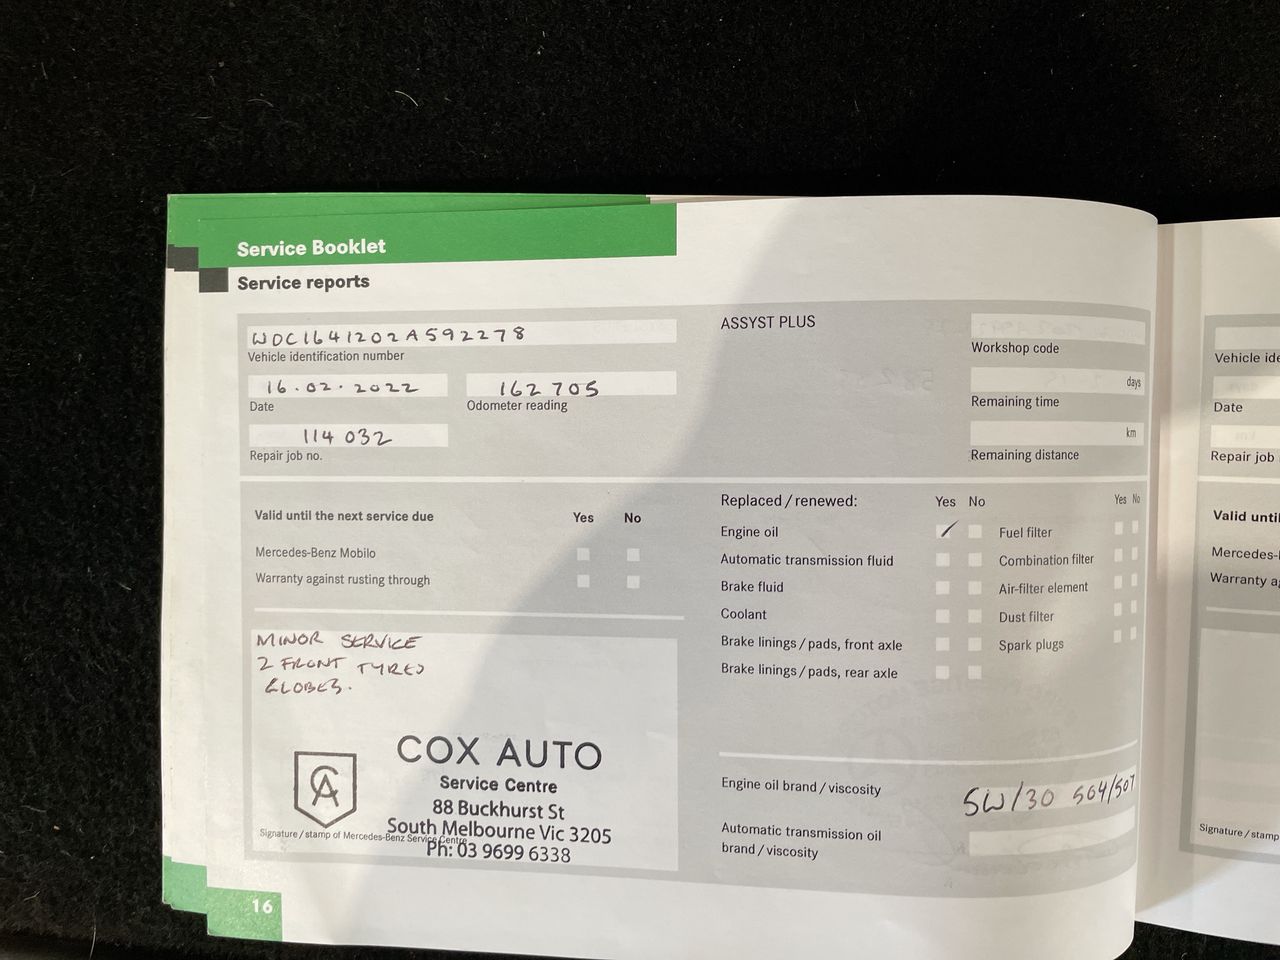 Service Booklet
Service reports
WDC1641202A592278
Vehicle identification number
16.02.2022
Date
162 705
Odometer reading
114 032
Repair job no.
ASSYST PLUS
Workshop code
days
Remaining time
km
Remaining distance
Valid until the next service due Yes No
Mercedes-Benz Mobilo
Warranty against rusting through
Replaced / renewed: Yes No Yes No
Engine oil
Automatic transmission fluid
Brake fluid
Coolant
Brake linings / pads, front axle
Brake linings / pads, rear axle
Fuel filter
Combination filter
Air-filter element
Dust filter
Spark plugs
MINOR SERVICE
2 FRONT TYRES
GLOBES.
CA
COX AUTO
Service Centre
88 Buckhurst St
South Melbourne Vic 3205
Ph: 03 9699 6338
Signature / stamp of Mercedes-Benz Service Centre
Engine oil brand / viscosity
5W/30 504/507
Automatic transmission oil
brand / viscosity
16
Vehicle ide
Date
Repair job
Valid until
Mercedes-
Warranty ag
Signature / stamp